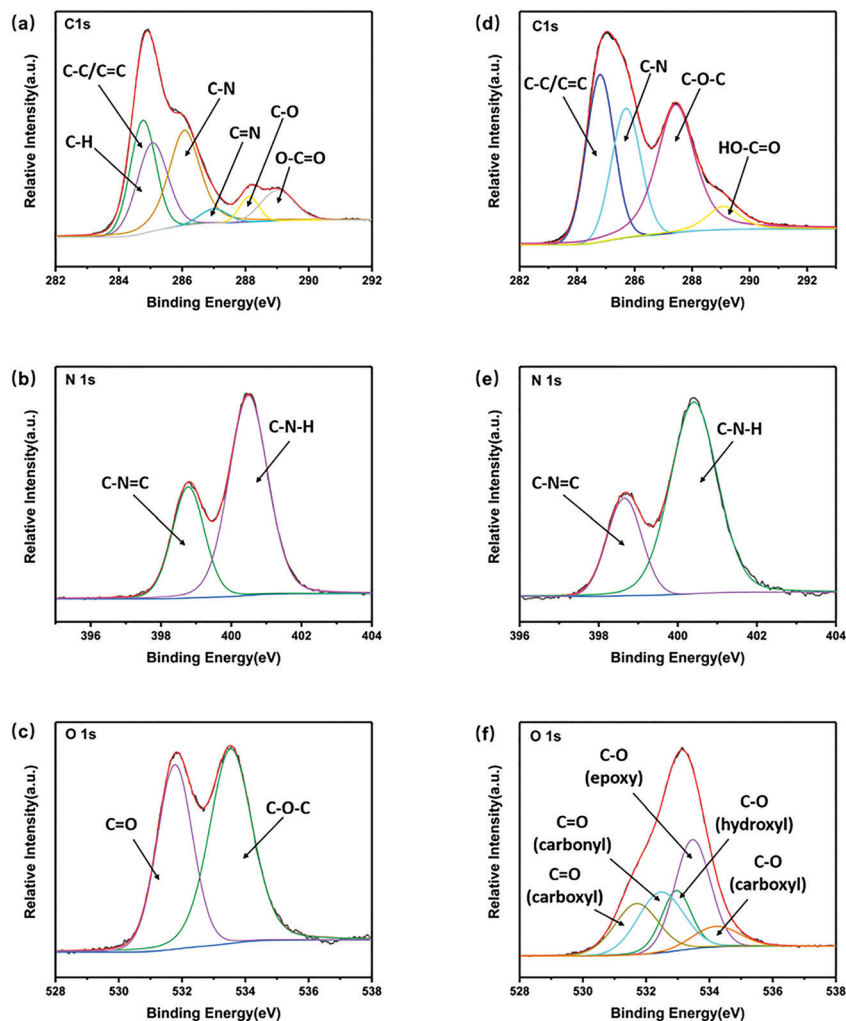 (a)
C1s
C-C/C=C
C-N
C-H
C=N
C-O
O-C=O
Relative Intensity(a.u.)
282 284 286 288 290 292
Binding Energy(eV)
(d)
C1s
C-N
C-C/C=C
C-O-C
HO-C=O
Relative Intensity(a.u.)
282 284 286 288 290 292
Binding Energy(eV)
(b)
N 1s
C-N-H
C-N=C
Relative Intensity(a.u.)
396 398 400 402 404
Binding Energy(eV)
(e)
N 1s
C-N-H
C-N=C
Relative Intensity(a.u.)
396 398 400 402 404
Binding Energy(eV)
(c)
O 1s
C=O
C-O-C
Relative Intensity(a.u.)
528 530 532 534 536 538
Binding Energy(eV)
(f)
O 1s
C-O
(epoxy)
C-O
(hydroxyl)
C=O
(carbonyl)
C-O
(carboxyl)
C=O
(carboxyl)
Relative Intensity(a.u.)
528 530 532 534 536 538
Binding Energy(eV)